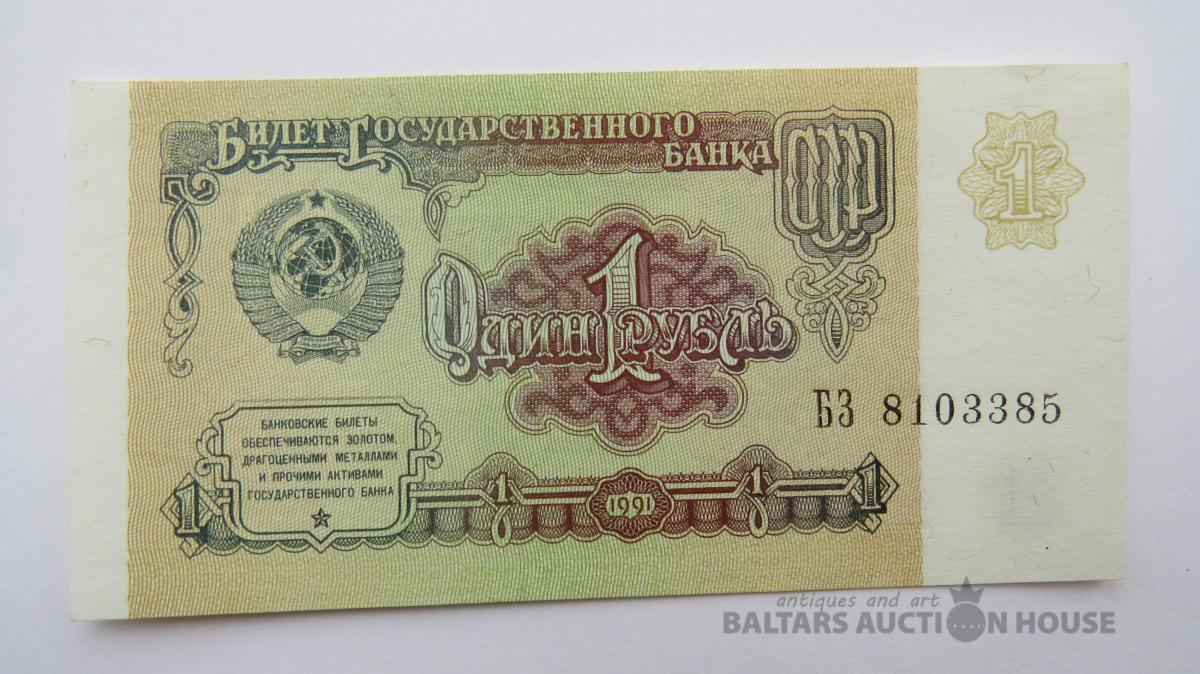 Билет Государственного
Банка
СССР
1
Один 1 рубль
БЗ 8103385
БАНКОВСКИЕ БИЛЕТЫ
ОБЕСПЕЧИВАЮТСЯ ЗОЛОТОМ,
ДРАГОЦЕННЫМИ МЕТАЛЛАМИ
И ПРОЧИМИ АКТИВАМИ
ГОСУДАРСТВЕННОГО БАНКА
1 1 1991 1 1
1
antiques and art
BALTARS AUCTION HOUSE